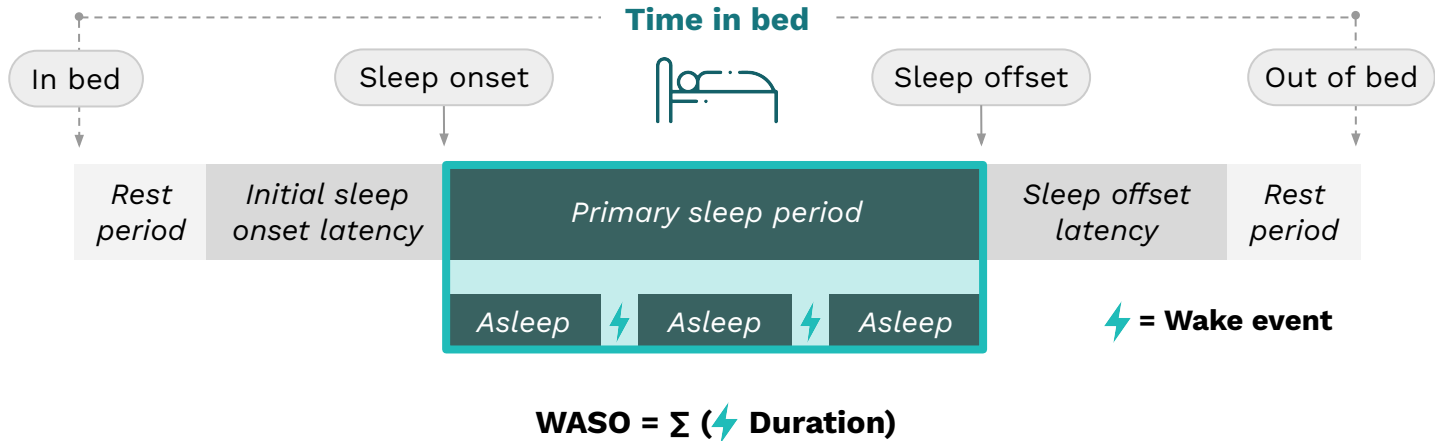 Time in bed
In bed
Sleep onset
Sleep offset
Out of bed
Rest
period
Initial sleep
onset latency
Primary sleep period
Sleep offset
latency
Rest
period
Asleep
Asleep
Asleep
= Wake event
WASO = Σ ( Duration)